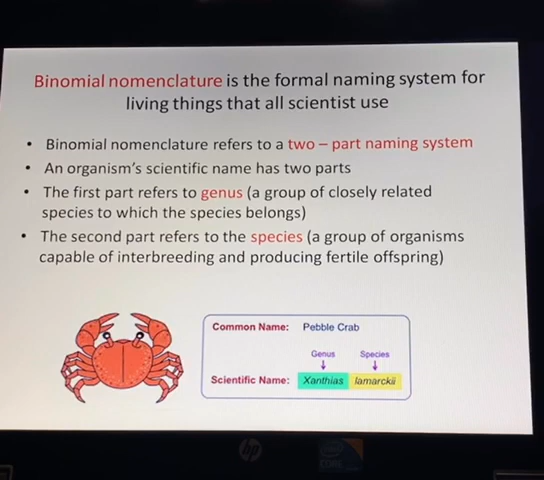 Binomial nomenclature is the formal naming system for
living things that all scientist use
• Binomial nomenclature refers to a two – part naming system
• An organism's scientific name has two parts
• The first part refers to genus (a group of closely related
species to which the species belongs)
• The second part refers to the species (a group of organisms
capable of interbreeding and producing fertile offspring)
Common Name: Pebble Crab
Genus Species
Scientific Name: Xanthias lamarckii
hp